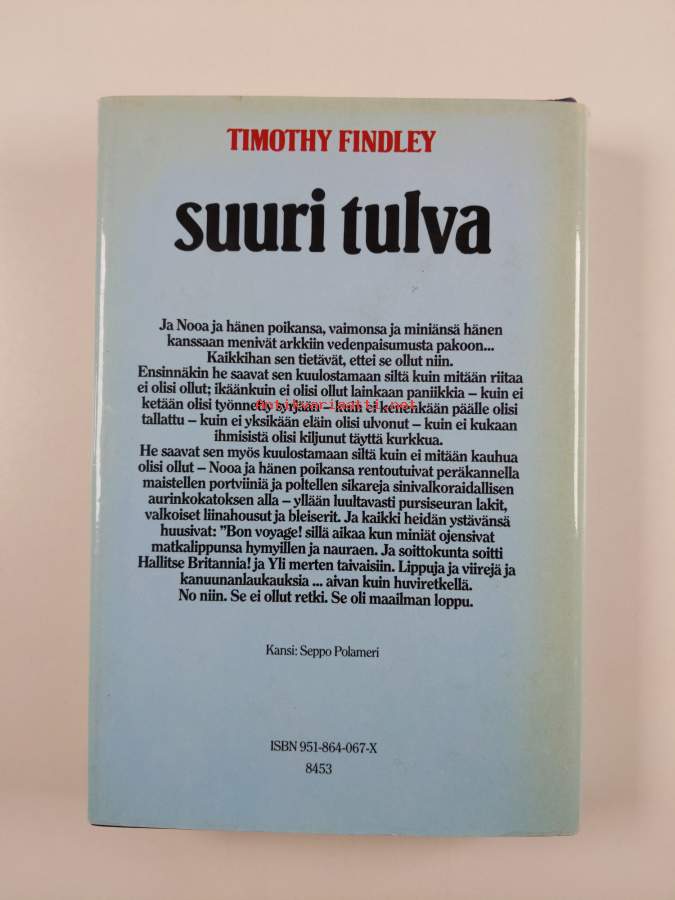 TIMOTHY FINDLEY
suuri tulva
Ja Nooa ja hänen poikansa, vaimonsa ja miniänsä hänen
kanssaan menivät arkkiin vedenpaisumusta pakoon...
Kaikkihan sen tietävät, ettei se ollut niin.
Ensinnäkin he saavat sen kuulostamaan siltä kuin mitään riitaa
ei olisi ollut; ikäänkuin ei olisi ollut lainkaan paniikkia – kuin ei
ketään olisi työnnetty syrjään – kuin ei kenenkään päälle olisi
tallattu – kuin ei yksikään eläin olisi ulvonut – kuin ei kukaan
ihmisistä olisi kiljunut täyttä kurkkua.
He saavat sen myös kuulostamaan siltä kuin ei mitään kauhua
olisi ollut – Nooa ja hänen poikansa rentoutuivat peräkannella
maistellen portviiniä ja poltellen sikareja sinivalkoraidallisen
aurinkokatoksen alla – yllään luultavasti pursiseuran lakit,
valkoiset liinahousut ja bleiserit. Ja kaikki heidän ystävänsä
huusivat: ”Bon voyage! sillä aikaa kun miniät ojensivat
matkalippunsa hymyillen ja nauraen. Ja soittokunta soitti
Hallitse Britannia! ja Yli merten taivaisiin. Lippuja ja viirejä ja
kanuunanlaukauksia ... aivan kuin huviretkellä.
No niin. Se ei ollut retki. Se oli maailman loppu.
Kansi: Seppo Polameri
ISBN 951-864-067-X
8453